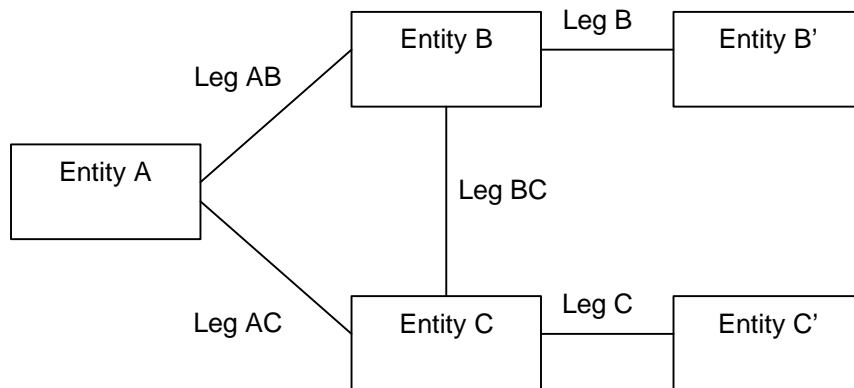 Entity B
Leg B
Entity B’
Leg AB
Entity A
Leg BC
Leg AC
Entity C
Leg C
Entity C’